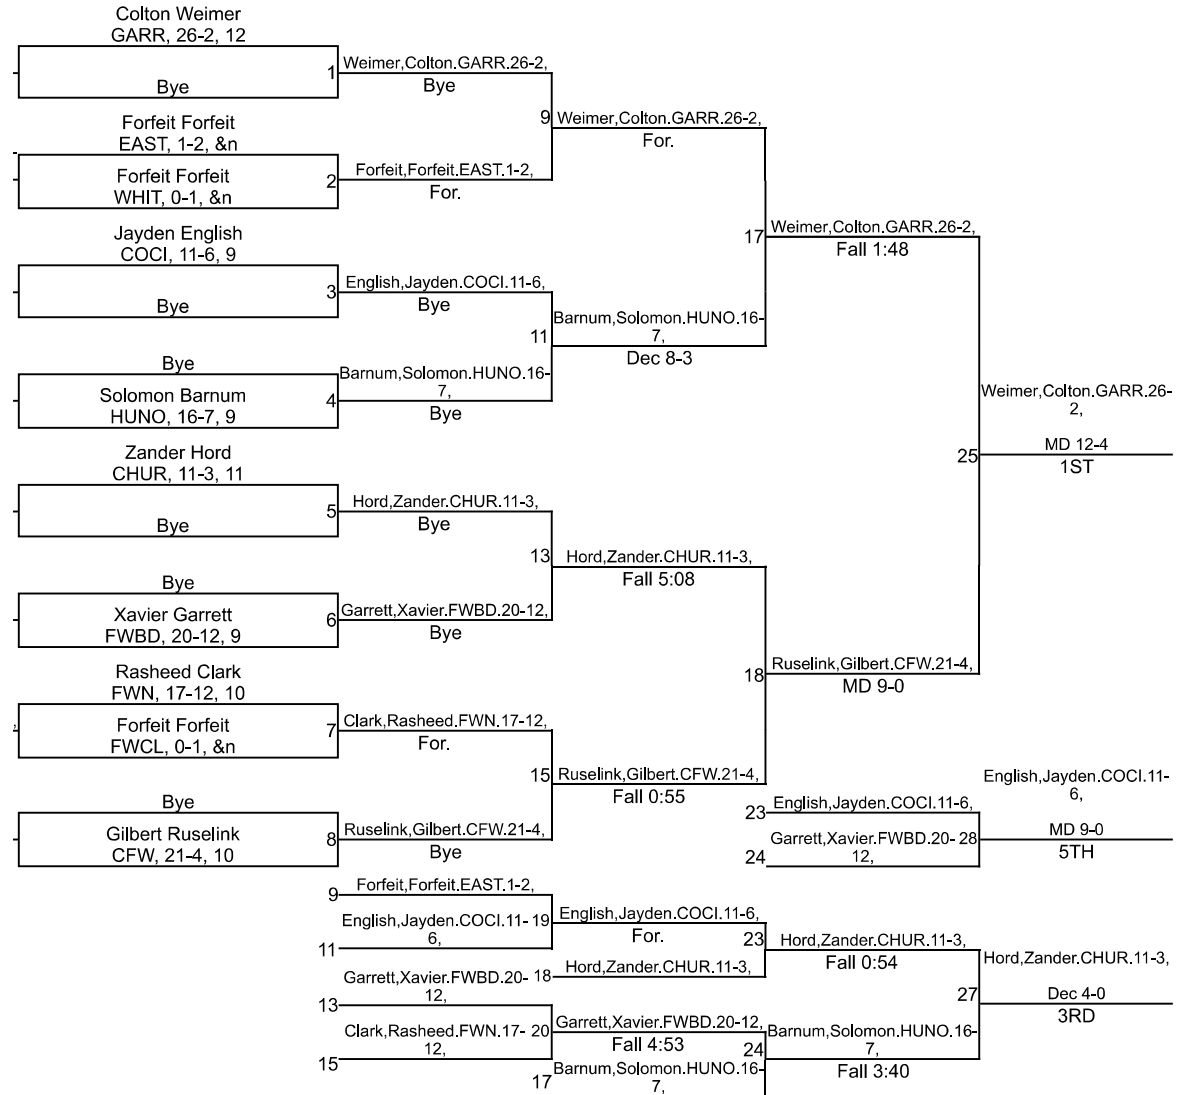 Colton Weimer
GARR, 26-2, 12
Bye
1
Weimer,Colton.GARR.26-2,
Bye
Forfeit Forfeit
EAST, 1-2, &n
Forfeit Forfeit
WHIT, 0-1, &n
2
Forfeit,Forfeit.EAST.1-2,
For.
9
Weimer,Colton.GARR.26-2,
For.
Jayden English
COCI, 11-6, 9
Bye
3
English,Jayden.COCI.11-6,
Bye
Bye
Solomon Barnum
HUNO, 16-7, 9
4
Barnum,Solomon.HUNO.16-
7,
Bye
11
Barnum,Solomon.HUNO.16-
7,
Dec 8-3
17
Weimer,Colton.GARR.26-2,
Fall 1:48
Zander Hord
CHUR, 11-3, 11
Bye
5
Hord,Zander.CHUR.11-3,
Bye
Bye
Xavier Garrett
FWBD, 20-12, 9
6
Garrett,Xavier.FWBD.20-12,
Bye
13
Hord,Zander.CHUR.11-3,
Fall 5:08
Rasheed Clark
FWN, 17-12, 10
Forfeit Forfeit
FWCL, 0-1, &n
7
Clark,Rasheed.FWN.17-12,
For.
Bye
Gilbert Ruselink
CFW, 21-4, 10
8
Ruselink,Gilbert.CFW.21-4,
Bye
15
Ruselink,Gilbert.CFW.21-4,
Fall 0:55
18
Ruselink,Gilbert.CFW.21-4,
MD 9-0
25
Weimer,Colton.GARR.26-
2,
MD 12-4
1ST
23
English,Jayden.COCI.11-6,
24
Garrett,Xavier.FWBD.20-
12,
28
English,Jayden.COCI.11-
6,
MD 9-0
5TH
9
Forfeit,Forfeit.EAST.1-2,
11
English,Jayden.COCI.11-
6,
19
English,Jayden.COCI.11-6,
For.
18
Hord,Zander.CHUR.11-3,
23
Hord,Zander.CHUR.11-3,
Fall 0:54
13
Garrett,Xavier.FWBD.20-
12,
15
Clark,Rasheed.FWN.17-
12,
20
Garrett,Xavier.FWBD.20-12,
Fall 4:53
17
Barnum,Solomon.HUNO.16-
7,
24
Barnum,Solomon.HUNO.16-
7,
Fall 3:40
27
Hord,Zander.CHUR.11-3,
Dec 4-0
3RD